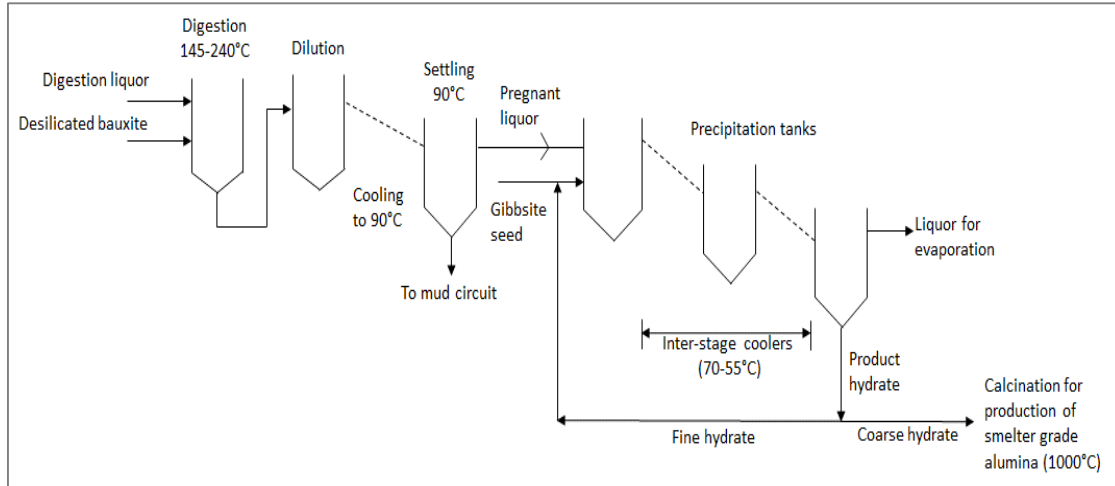 Digestion
145-240°C
Digestion liquor
Desilicated bauxite
Dilution
Settling
90°C
Cooling
to 90°C
To mud circuit
Pregnant
liquor
Gibbsite
seed
Precipitation tanks
Inter-stage coolers
(70-55°C)
Liquor for
evaporation
Product
hydrate
Fine hydrate
Coarse hydrate
Calcination for
production of
smelter grade
alumina (1000°C)